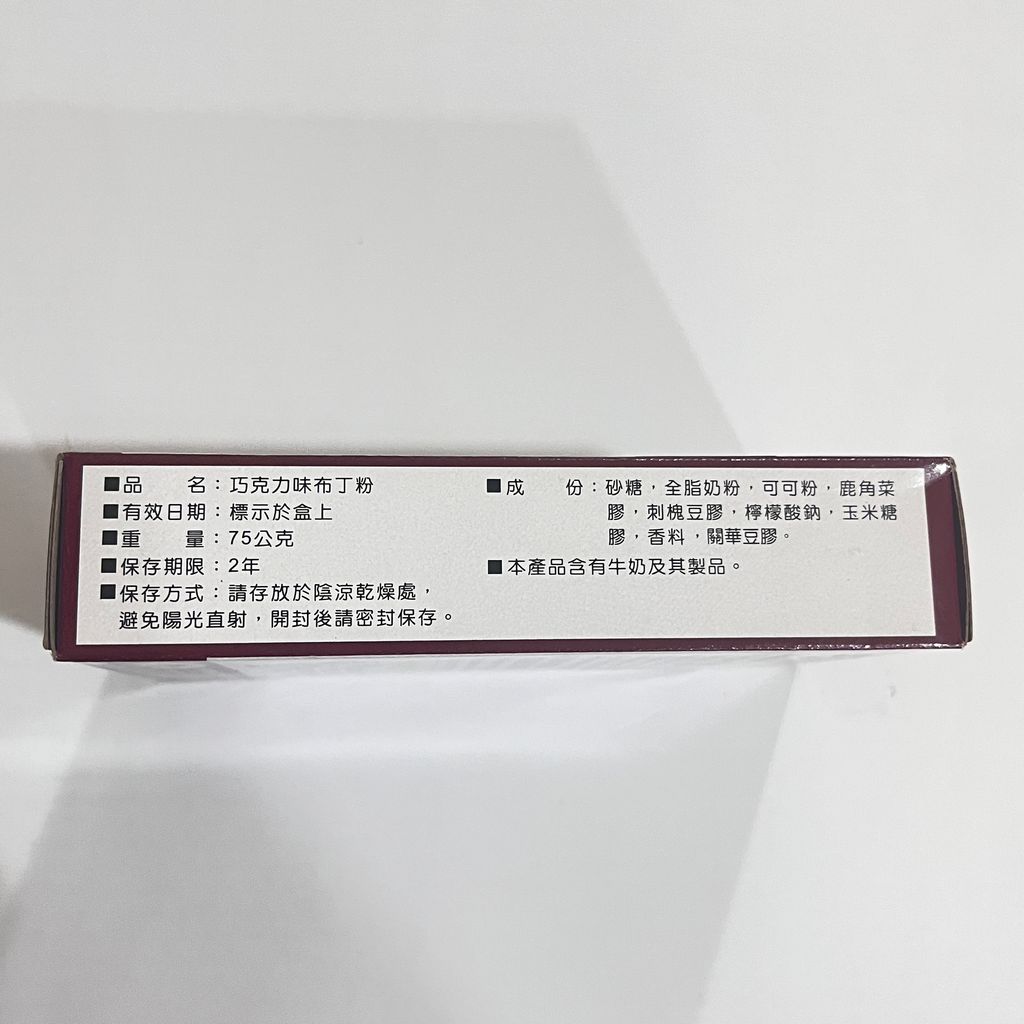 ■品　　名：巧克力味布丁粉
■有效日期：標示於盒上
■重　　量：75公克
■保存期限：2年
■保存方式：請存放於陰涼乾燥處，
避免陽光直射，開封後請密封保存。
■成　　份：砂糖，全脂奶粉，可可粉，鹿角菜
膠，刺槐豆膠，檸檬酸鈉，玉米糖
膠，香料，關華豆膠。
■本產品含有牛奶及其製品。